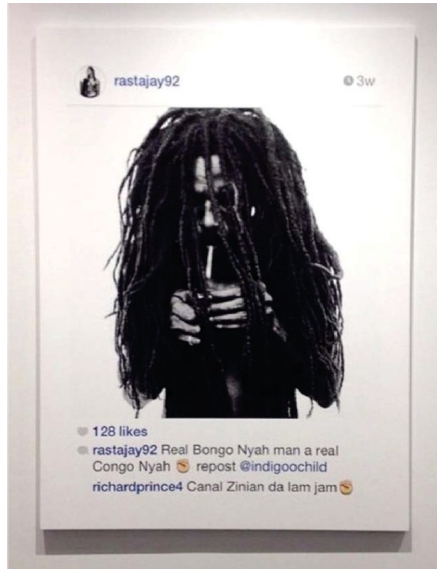 rastajay92 3w
128 likes
rastajay92 Real Bongo Nyah man a real
Congo Nyah ✊ repost @indigoochild
richardprince4 Canal Zinian da lam jam ✊